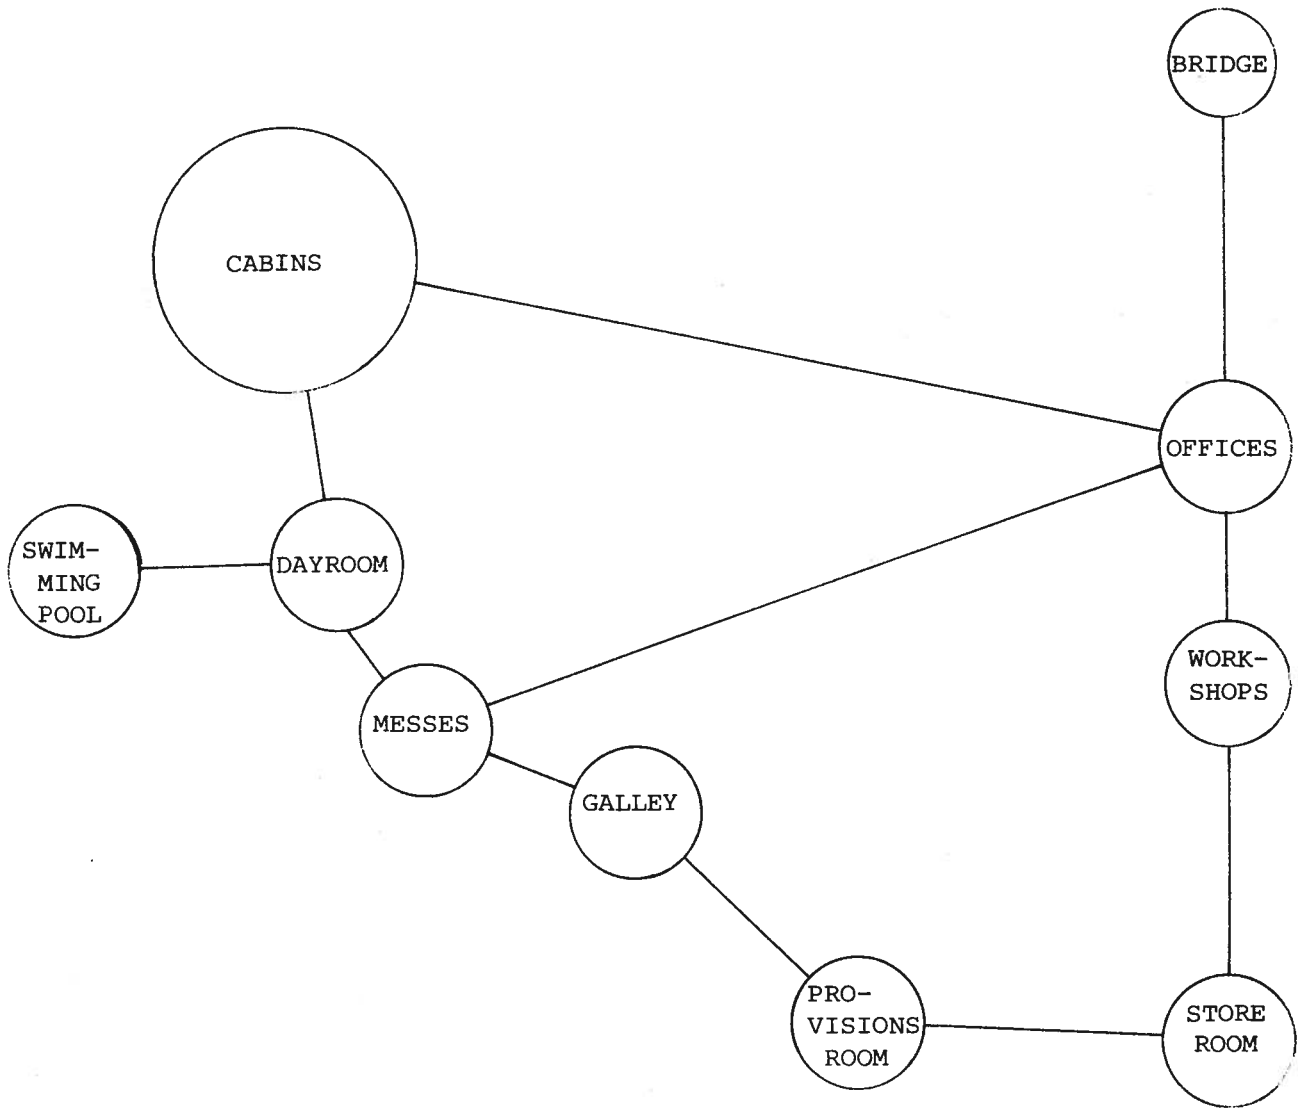 BRIDGE
CABINS
OFFICES
SWIM-
MING
POOL
DAYROOM
WORK-
SHOPS
MESSES
GALLEY
PRO-
VISIONS
ROOM
STORE
ROOM